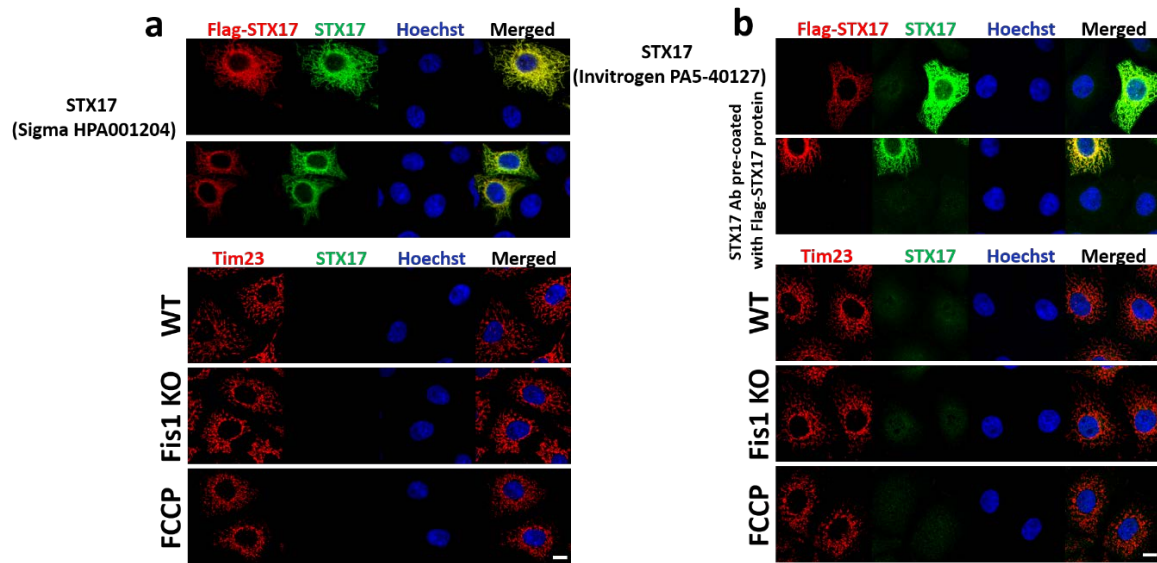 a
Flag-STX17 STX17 Hoechst Merged
STX17
(Sigma HPA001204)
Tim23 STX17 Hoechst Merged
WT
Fis1 KO
FCCP
b
Flag-STX17 STX17 Hoechst Merged
STX17
(Invitrogen PA5-40127)
STX17 Ab pre-coated
with Flag-STX17 protein
Tim23 STX17 Hoechst Merged
WT
Fis1 KO
FCCP